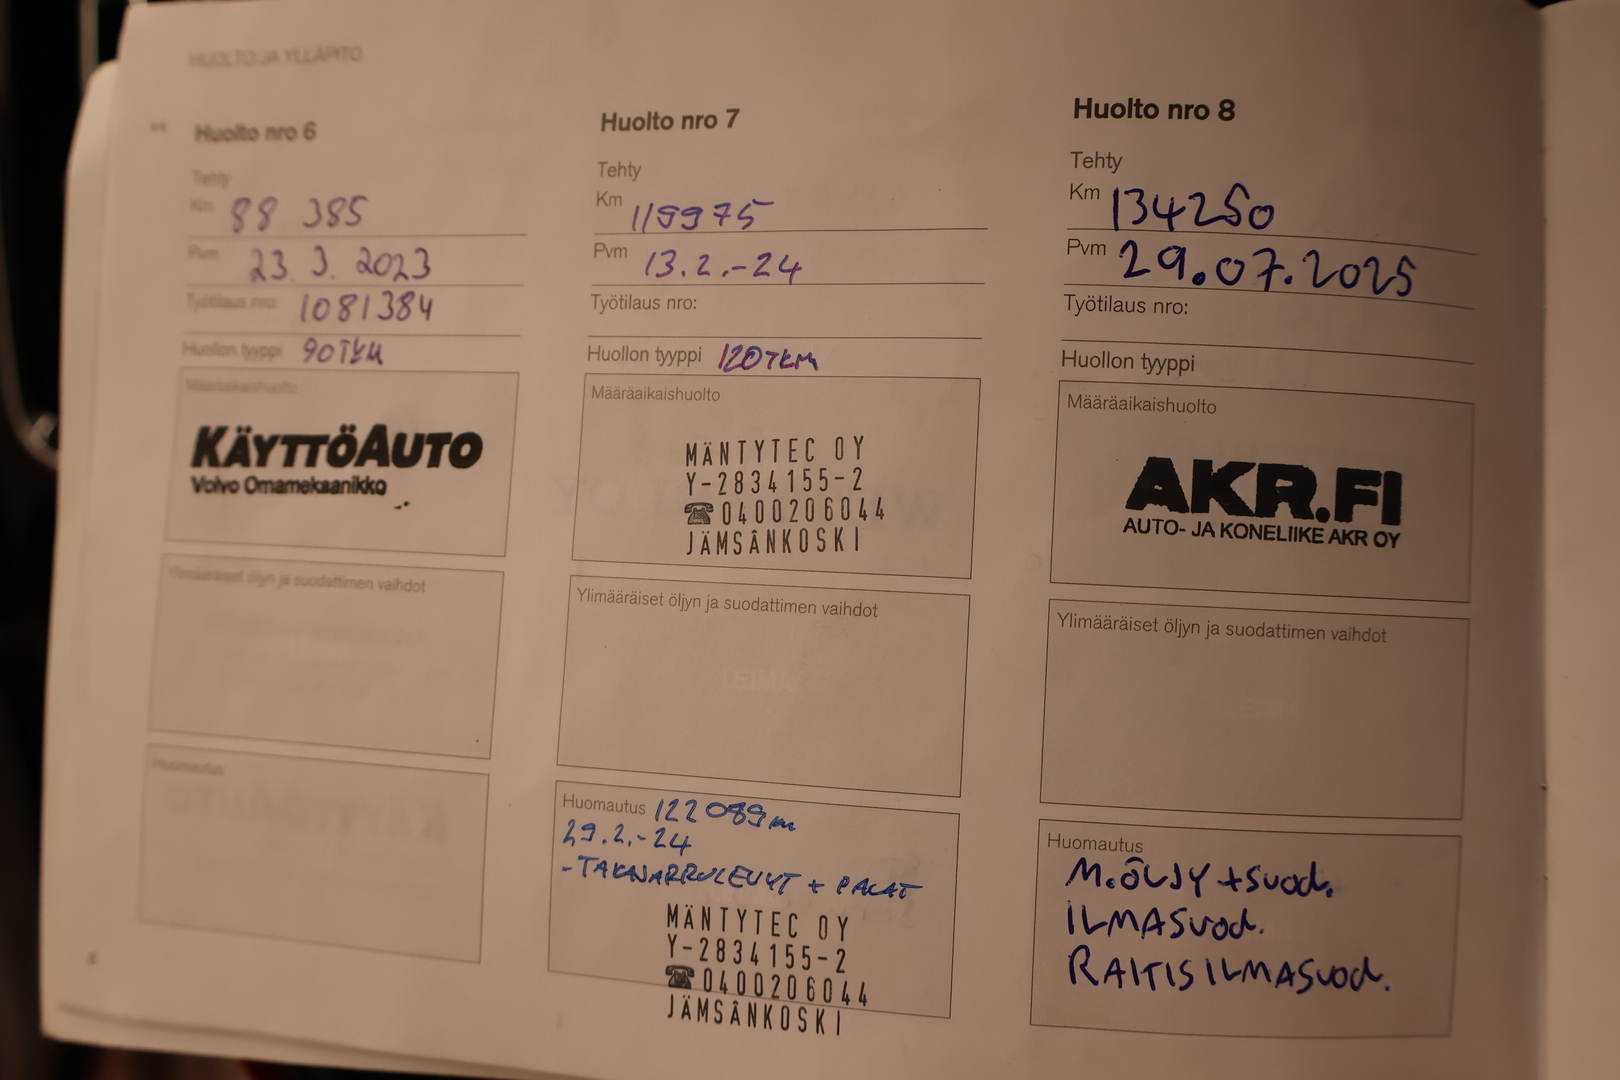 HUOLTO JA YLLÄPITO
Huolto nro 6
Tehty
Km 88 385
Pvm 23. 3. 2023
Työtilaus nro: 1081384
Huollon tyyppi 90TKM
Määräaikaishuolto
KÄYTTÖAUTO
Volvo Omamekaanikko
Ylimääräiset öljyn ja suodattimen vaihdot
Huomautus
8
Huolto nro 7
Tehty
Km 119975
Pvm 13.2.-24
Työtilaus nro:
Huollon tyyppi 120TKM
Määräaikaishuolto
MÄNTYTEC OY
Y-2834155-2
☎0400206044
JÄMSÄNKOSKI
Ylimääräiset öljyn ja suodattimen vaihdot
LEIMA
Huomautus 122089km
29.2.-24
-TAKAJARRULEVYT + PALAT
MÄNTYTEC OY
Y-2834155-2
☎0400206044
JÄMSÄNKOSKI
Huolto nro 8
Tehty
Km 134250
Pvm 29.07.2025
Työtilaus nro:
Huollon tyyppi
Määräaikaishuolto
AKR.FI
AUTO- JA KONELIIKE AKR OY
Ylimääräiset öljyn ja suodattimen vaihdot
Huomautus
M.ÖLJY + suod.
ILMASuod.
RAITISILMASuod.